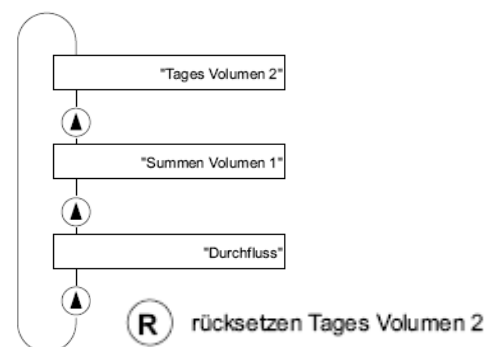 "Tages Volumen 2"
"Summen Volumen 1"
"Durchfluss"
R rücksetzen Tages Volumen 2